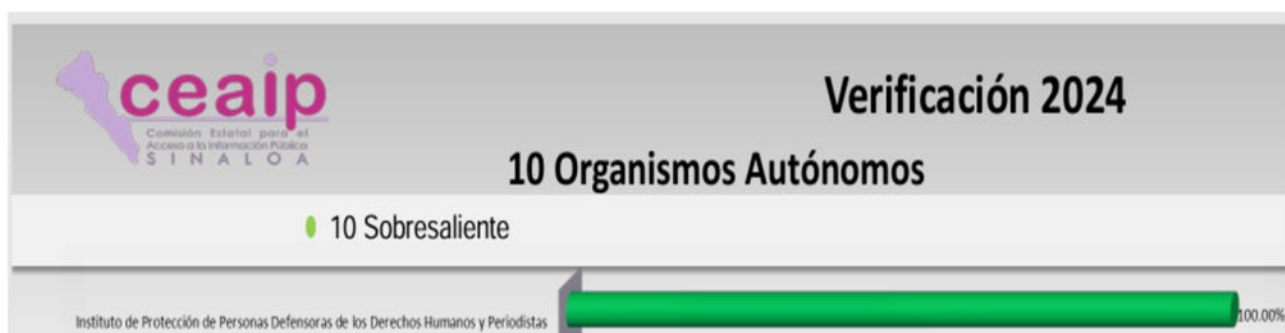 ceaip
Comisión Estatal para el
Acceso a la Información Pública
SINALOA
Verificación 2024
10 Organismos Autónomos
10 Sobresaliente
Instituto de Protección de Personas Defensoras de los Derechos Humanos y Periodistas
100.00%